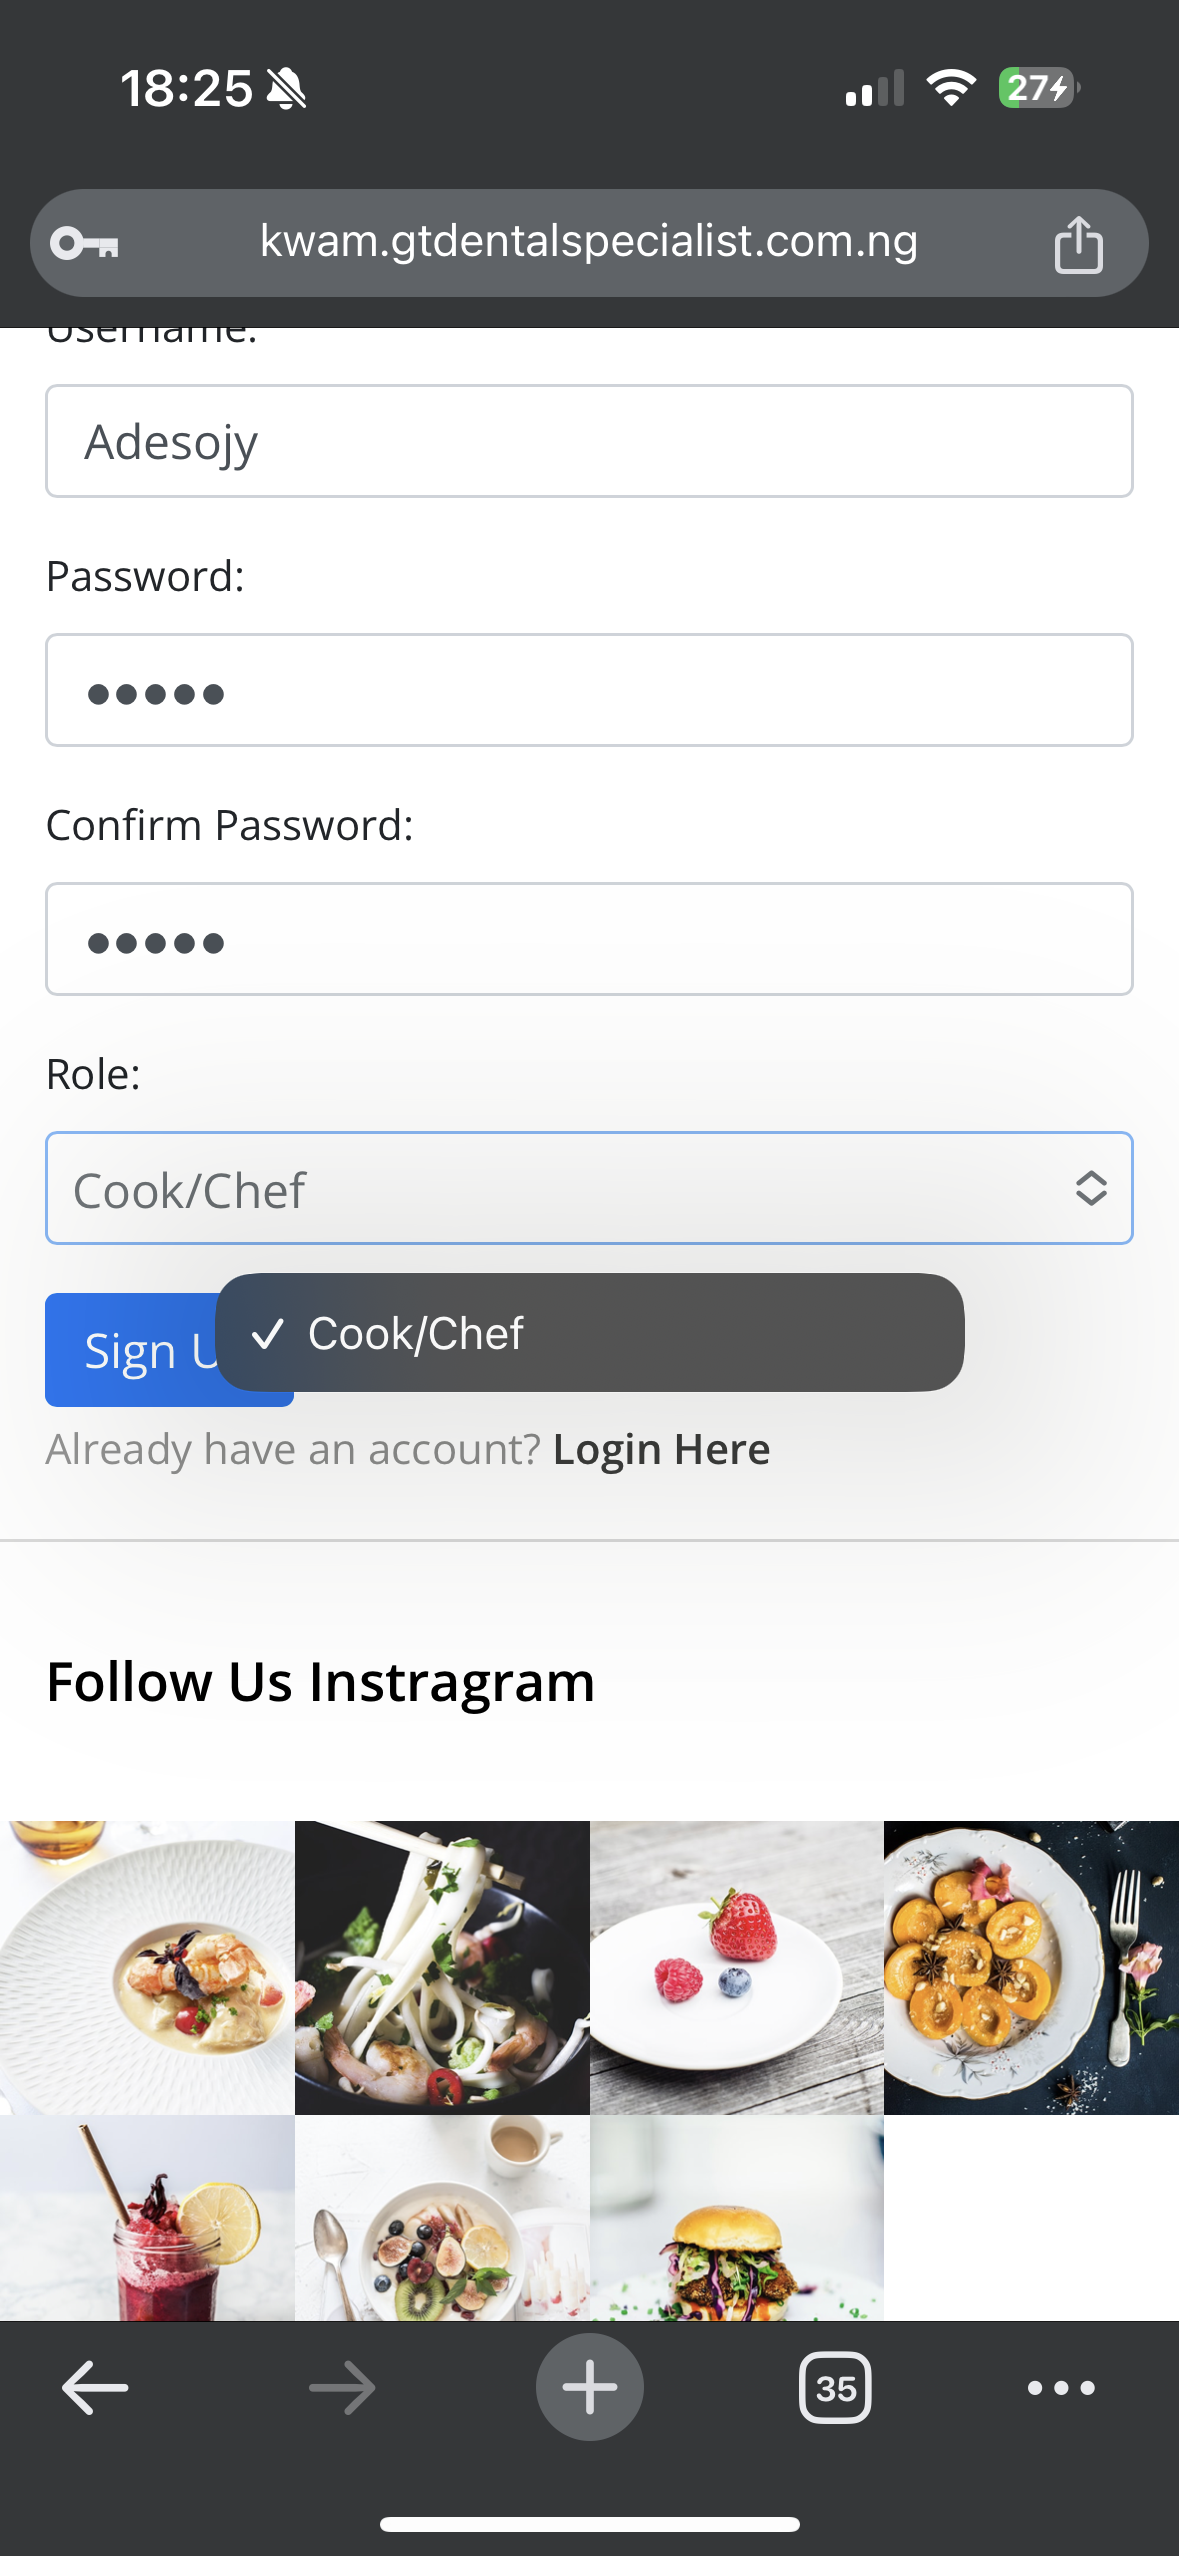 18:25
27
kwam.gtdentalspecialist.com.ng
Username:
Adesojy
Password:
•••••
Confirm Password:
•••••
Role:
Cook/Chef
✓ Cook/Chef
Sign U
Already have an account? Login Here
Follow Us Instragram
35